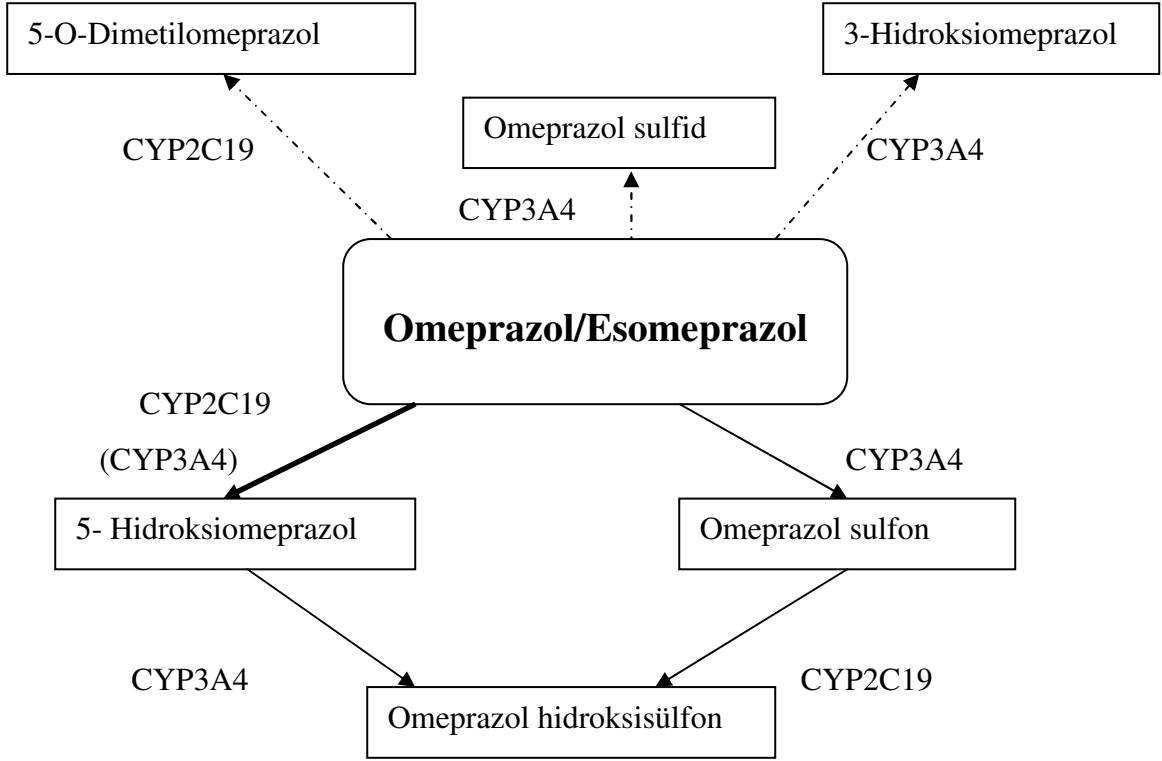 5-O-Dimetilomeprazol
3-Hidroksiomeprazol
Omeprazol sulfid
CYP2C19
CYP3A4
CYP3A4
Omeprazol/Esomeprazol
CYP2C19
(CYP3A4)
CYP3A4
5- Hidroksiomeprazol
Omeprazol sulfon
CYP3A4
CYP2C19
Omeprazol hidroksisülfon